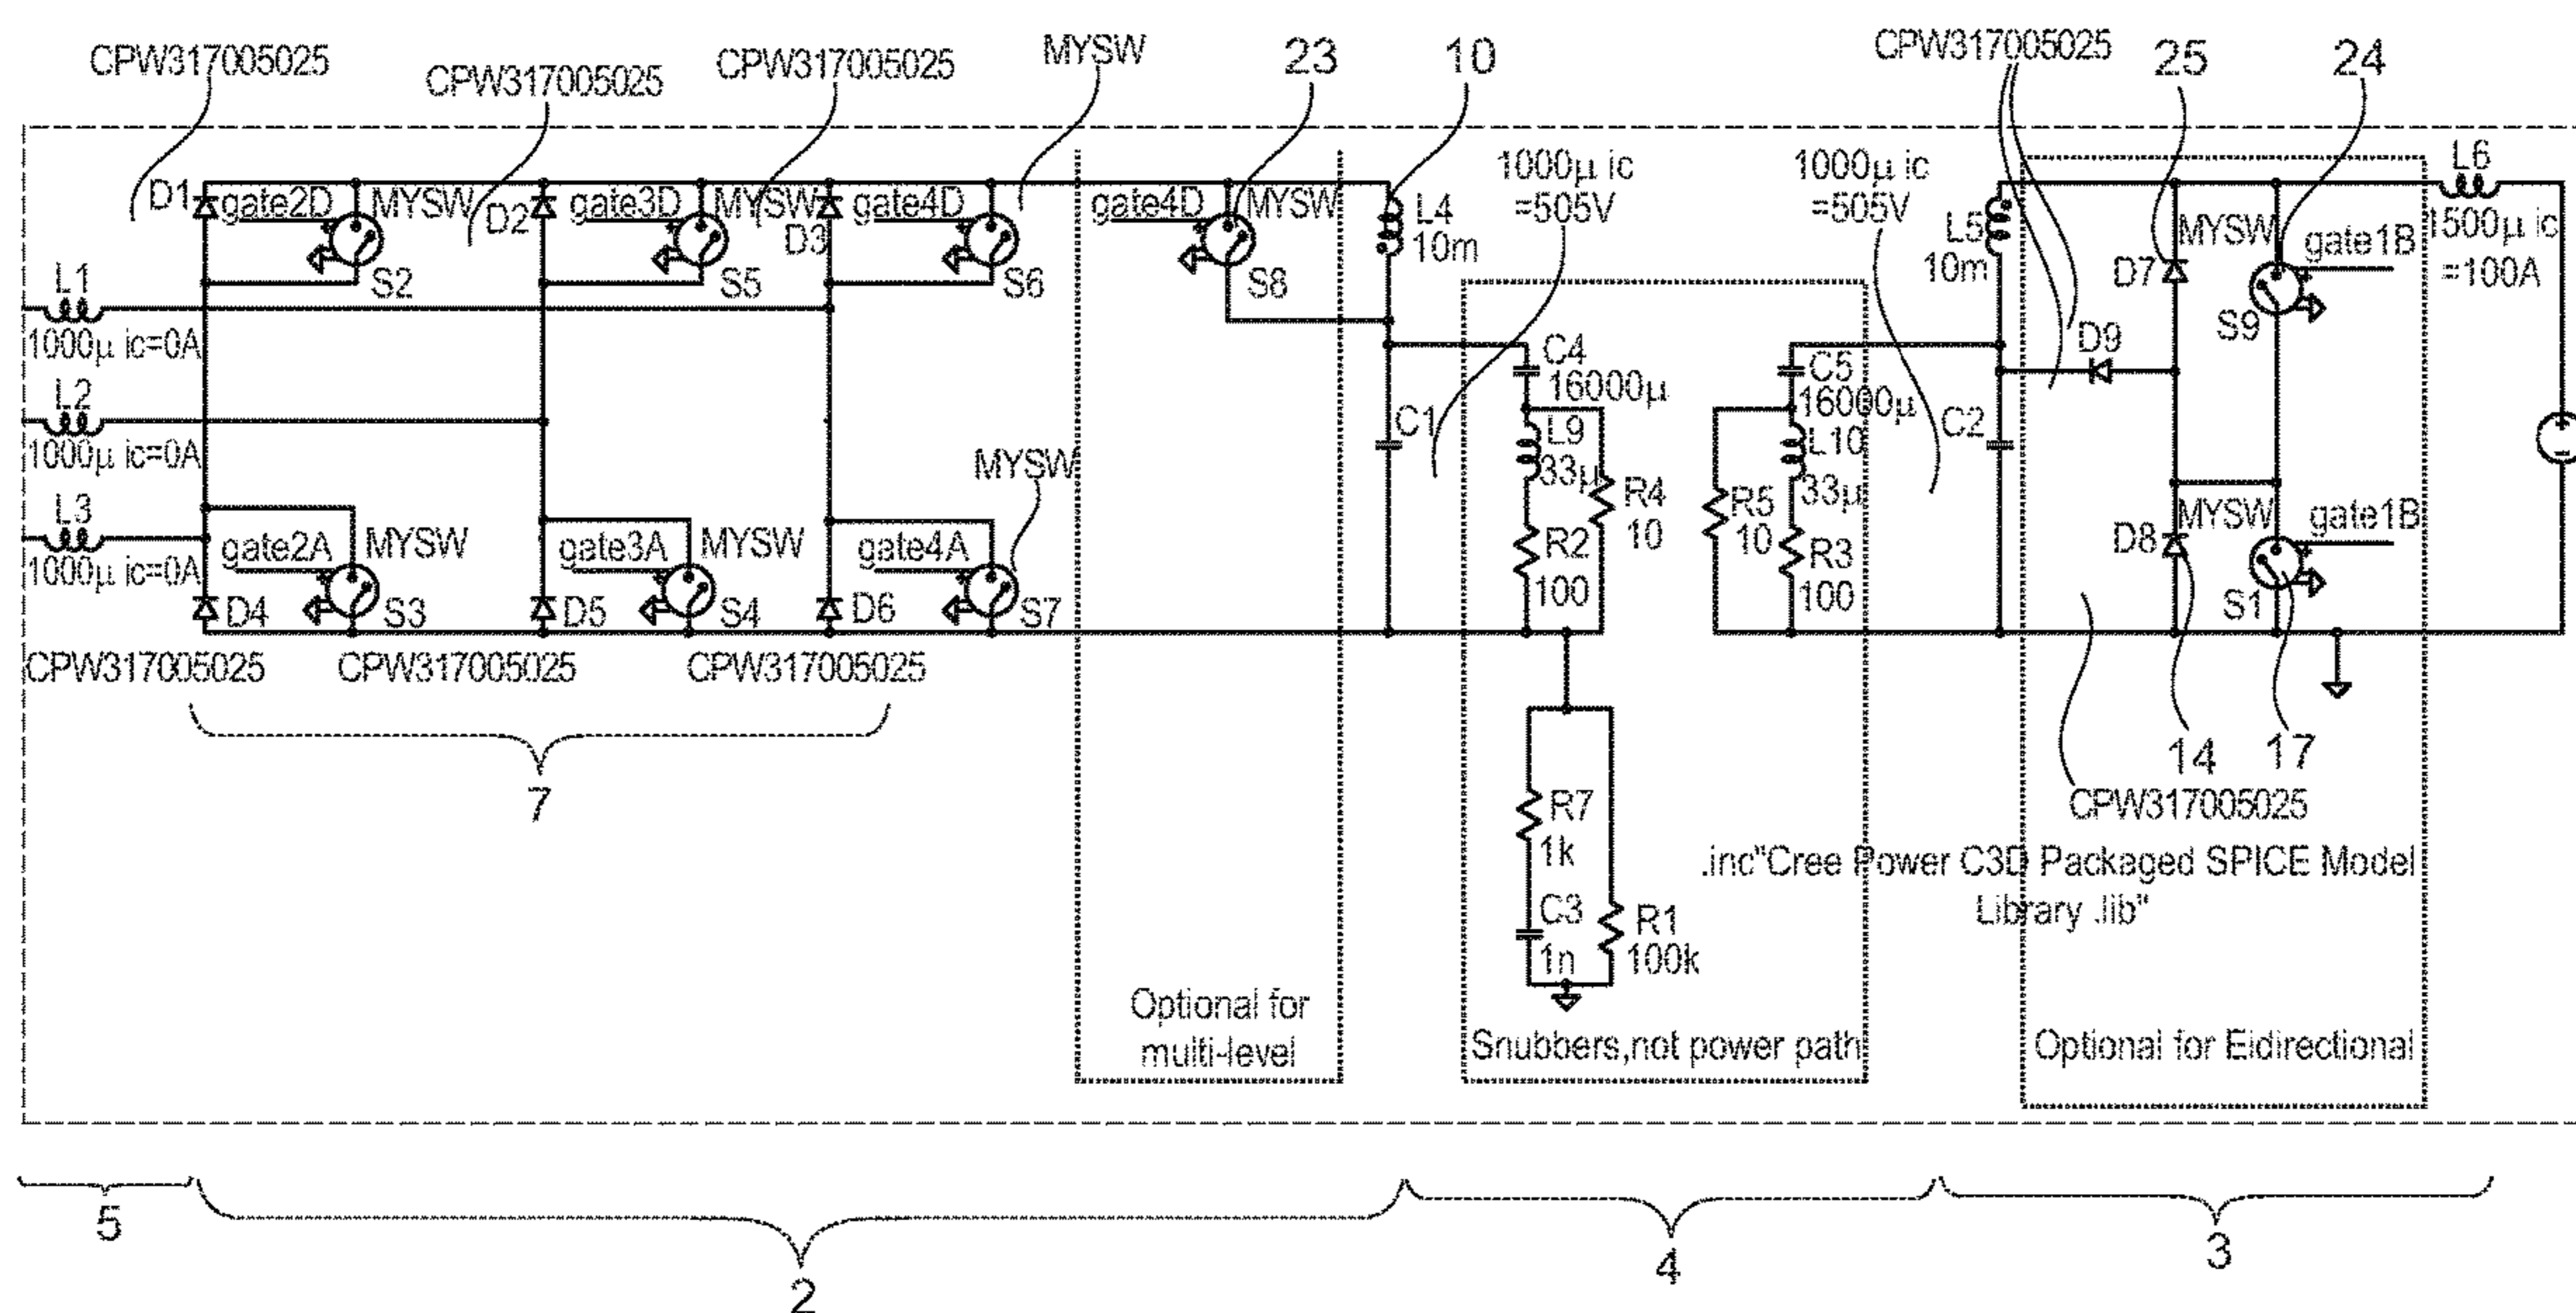 CPW317005025
CPW317005025
CPW317005025
MYSW
23
10
CPW317005025
25
24
1000µ ic
=505V
1000µ ic
=505V
L6
1500µ ic
=100A
D1
gate2D
MYSW
S2
D2
gate3D
MYSW
S5
D3
gate4D
S6
gate4D
MYSW
S8
L4
10m
L5
10m
MYSW
gate1B
D7
S9
D9
L1
1000µ ic=0A
L2
1000µ ic=0A
L3
1000µ ic=0A
C4
16000µ
C1
L9
33µ
R4
10
R2
100
C5
16000µ
L10
33µ
R5
10
R3
100
C2
MYSW
gate1B
D8
S1
gate2A
MYSW
D4
S3
gate3A
MYSW
D5
S4
gate4A
MYSW
D6
S7
CPW317005025
CPW317005025
CPW317005025
7
14
17
CPW317005025
R7
1k
C3
1n
R1
100k
.inc"Cree Power C3D Packaged SPICE Model
Library .lib"
Optional for
multi-level
Snubbers,not power path
Optional for Eidirectional
5
2
4
3